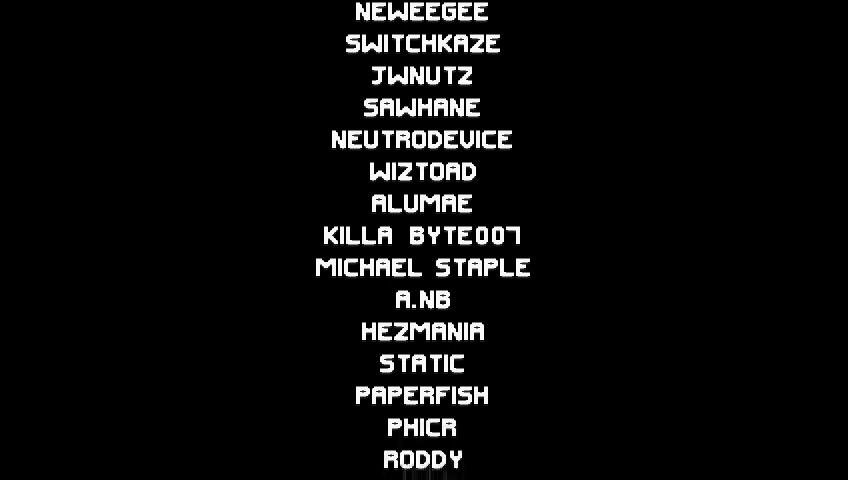 NEWEEGEE
SWITCHKAZE
JWNUTZ
SAWHANE
NEUTRODEVICE
WIZTOAD
ALUMAE
KILLA BYTE007
MICHAEL STAPLE
A.NB
HEZMANIA
STATIC
PAPERFISH
PHICR
RODDY